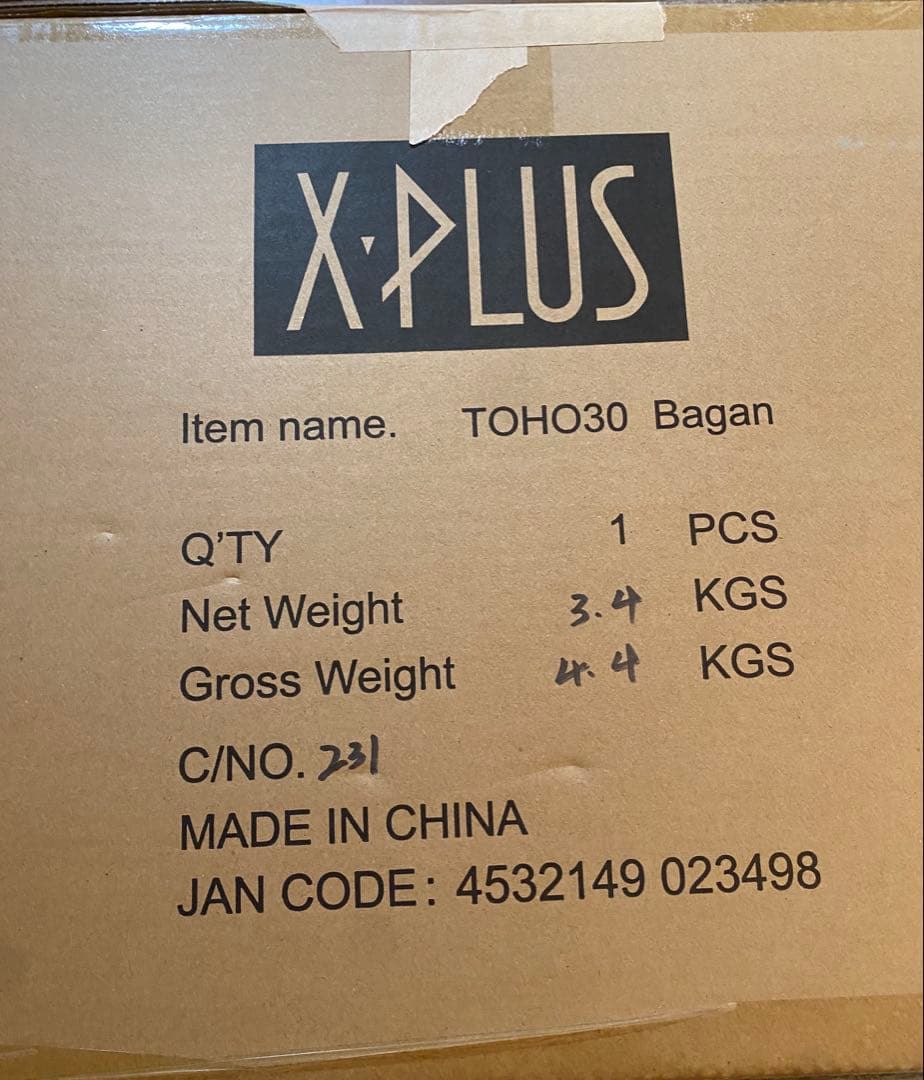 X·PLUS
Item name. TOHO30 Bagan
Q'TY 1 PCS
Net Weight 3.4 KGS
Gross Weight 4.4 KGS
C/NO. 231
MADE IN CHINA
JAN CODE: 4532149 023498